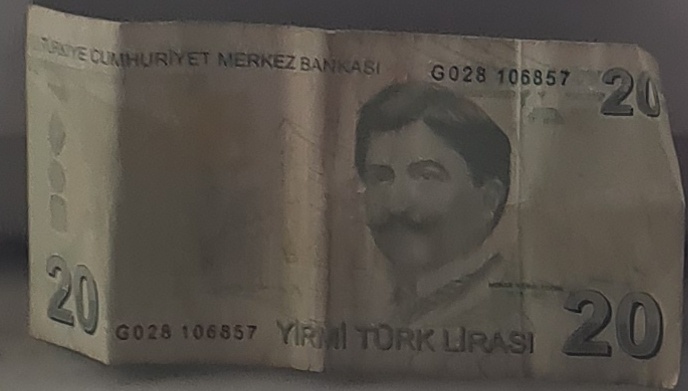 TÜRKİYE CUMHURİYET MERKEZ BANKASI
G028 106857
20
20
G028 106857
YİRMİ TÜRK LİRASI
20